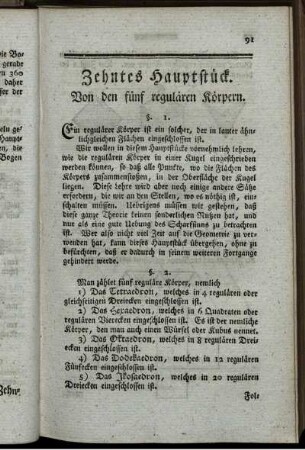 91
Zehntes Hauptstück.
Von den fünf regulären Körpern.
§. 1.
Ein regulärer Körper ist ein solcher, der in lauter ähn-
lichgleichen Flächen eingeschlossen ist.
Wir wollen in diesem Hauptstücke vornehmlich lehren,
wie die regulären Körper in einer Kugel eingeschrieben
werden können, so daß alle Punkte, wo die Flächen des
Körpers zusammenstoßen, in der Oberfläche der Kugel
liegen. Diese lehre wird aber noch einige andre Sätze
erfordern, die wir an den Stellen, wo es nöthig ist, ein
schalten müssen. Uebrigens müssen wir gestehen, daß
diese ganze Theorie keinen sonderlichen Nutzen hat, und
nur als eine gute Uebung des Scharfsinns zu betrachten
ist. Wer also nicht viel Zeit auf die Geometrie zu ver-
wenden hat, kann dieses Hauptstück übergehen, ohne zu
befürchten, daß er dadurch in seinem weiteren Fortgange
gehindert werde.
§. 2.
Man zählet fünf reguläre Körper, nemlich
1) Das Tetraedron, welches in 4 regulären oder
gleichseitigen Dreiecken eingeschlossen ist.
2) Das Hexaedron, welches in 6 Quadraten oder
regulären Vierecken eingeschlossen ist. Es ist der nemliche
Körper, den man auch einen Würfel oder Kubus nennet.
3) Das Oktaedron, welches in 8 regulären Drei-
ecken eingeschlossen ist.
4) Das Dodekaedron, welches in 12 regulären
Fünfecken eingeschlossen ist.
5) Das Ikosaedron, welches in 20 regulären
Dreiecken eingeschlossen ist.
Fol-